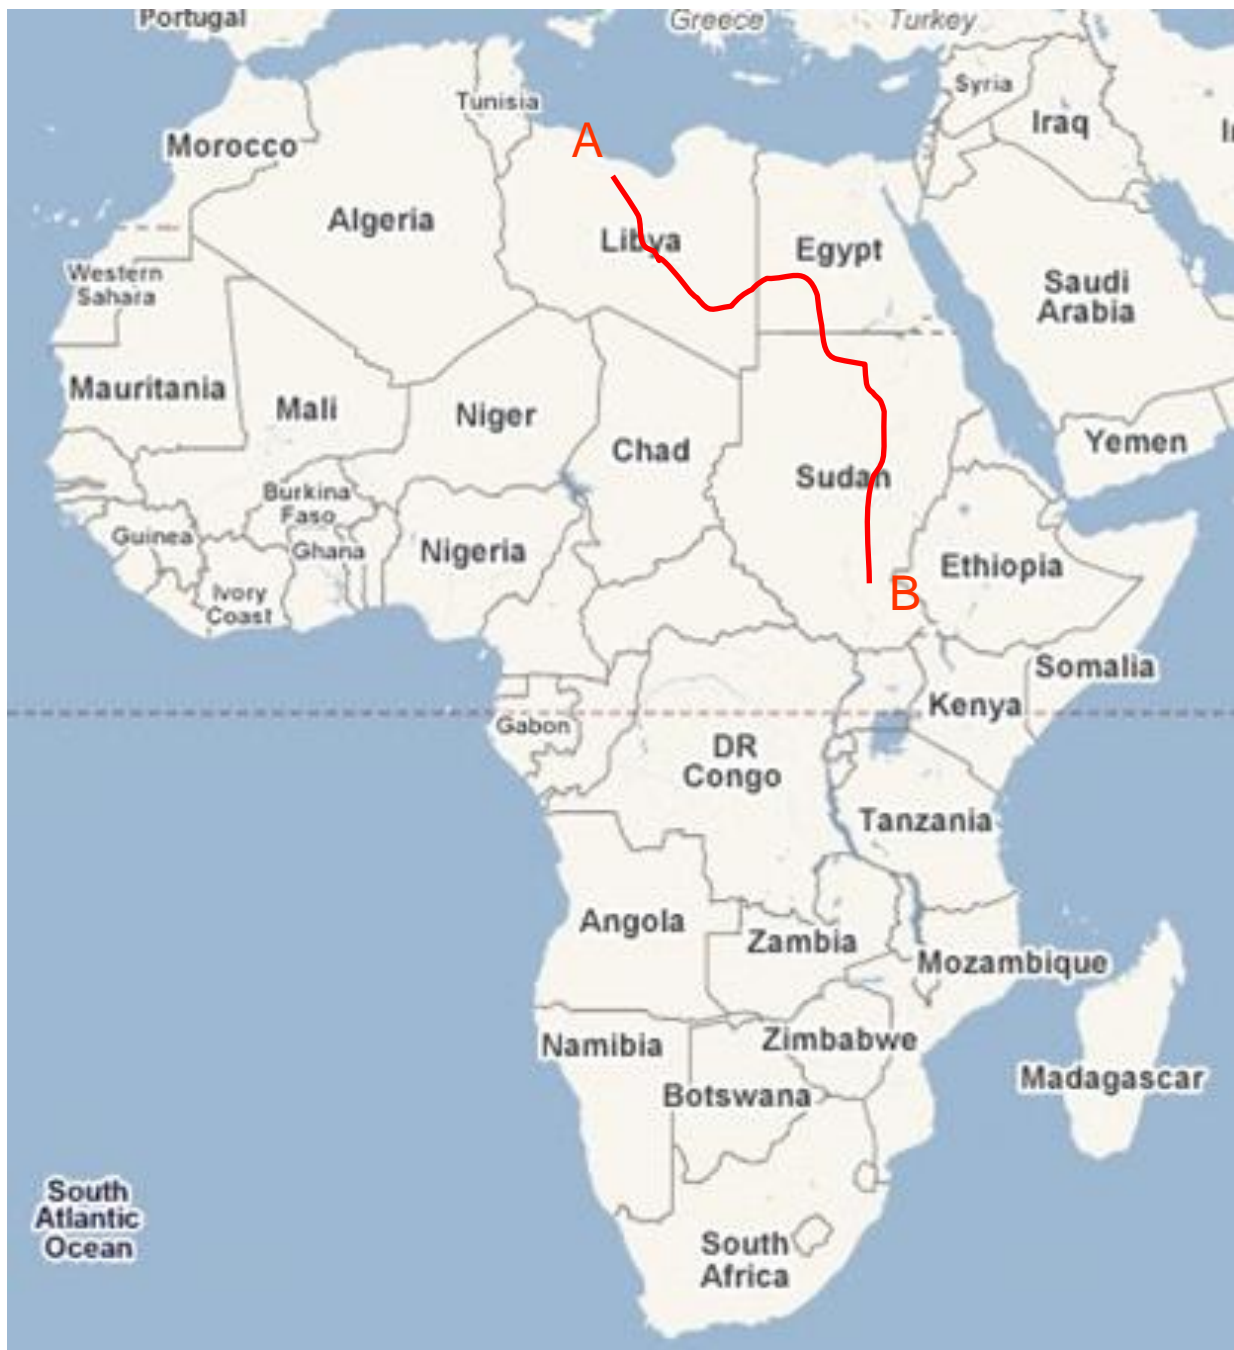 Portugal
Greece
Turkey
Syria
Tunisia
Iraq
A
Morocco
Algeria
Libya
Egypt
Western
Sahara
Saudi
Arabia
Mauritania
Mali
Niger
Chad
Yemen
Sudan
Burkina
Faso
Guinea
Ghana
Nigeria
Ethiopia
Ivory
Coast
B
Somalia
Kenya
Gabon
DR
Congo
Tanzania
Angola
Zambia
Mozambique
Namibia
Zimbabwe
Madagascar
Botswana
South
Atlantic
Ocean
South
Africa